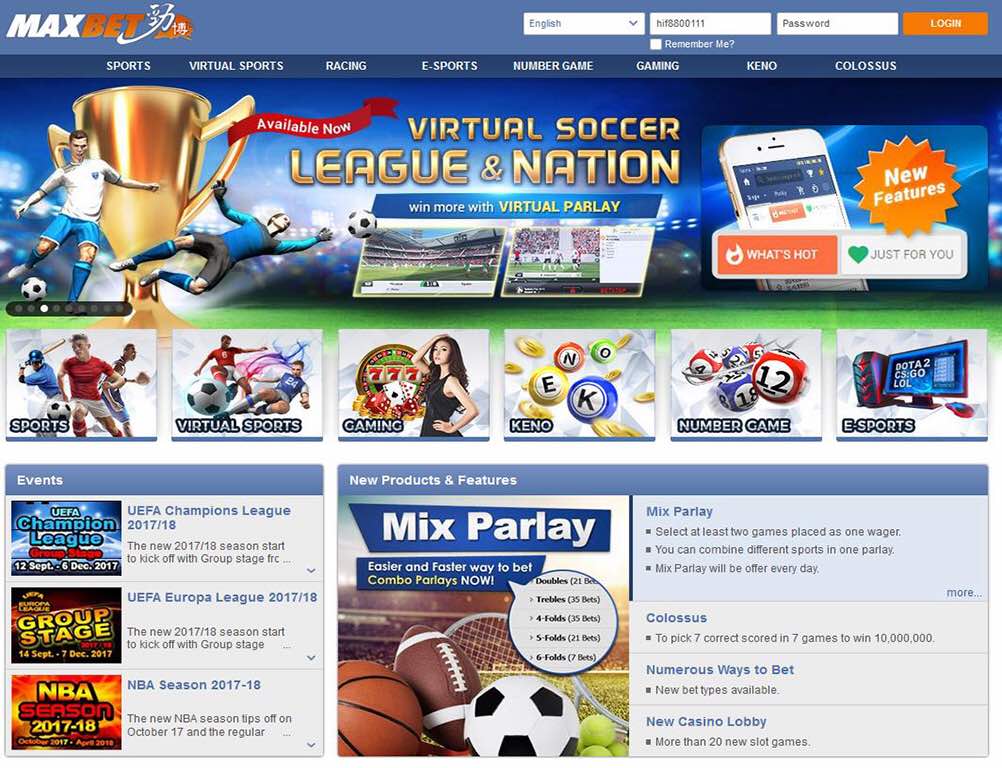 MAXBET 劲博
English
hif8800111
Password
LOGIN
Remember Me?
SPORTS
VIRTUAL SPORTS
RACING
E-SPORTS
NUMBER GAME
GAMING
KENO
COLOSSUS
Available Now
VIRTUAL SOCCER
LEAGUE & NATION
win more with VIRTUAL PARLAY
New
Features
WHAT'S HOT
JUST FOR YOU
SPORTS
VIRTUAL SPORTS
777
GAMING
K E N O
KENO
12
18
NUMBER GAME
DOTA 2
CS:GO
LOL
E-SPORTS
Events
UEFA
Champion
League
Group Stage
12 Sept. - 6 Dec. 2017
UEFA Champions League
2017/18
The new 2017/18 season start
to kick off with Group stage frc ...
UEFA
EUROPA
LEAGUE
GROUP
STAGE
2017 - 18
14 Sept. - 7 Dec. 2017
UEFA Europa League 2017/18
The new 2017/18 season start
to kick off with Group stage ...
NBA
SEASON
2017-18
October 2017 - April 2018
NBA Season 2017-18
The new NBA season tips off on
October 17 and the regular ...
New Products & Features
Mix Parlay
Easier and Faster way to bet
Combo Parlays NOW!
Doubles (21 Bets
› Trebles (35 Bets)
› 4-Folds (35 Bets)
› 5-Folds (21 Bets)
› 6-Folds (7 Bets)
Mix Parlay
Select at least two games placed as one wager.
You can combine different sports in one parlay.
Mix Parlay will be offer every day.
more...
Colossus
To pick 7 correct scored in 7 games to win 10,000,000.
Numerous Ways to Bet
New bet types available.
New Casino Lobby
More than 20 new slot games.